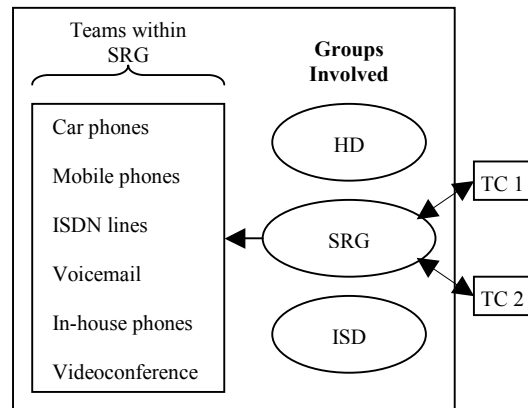 Teams within
SRG
Groups
Involved
Car phones
Mobile phones
ISDN lines
Voicemail
In-house phones
Videoconference
HD
SRG
ISD
TC 1
TC 2